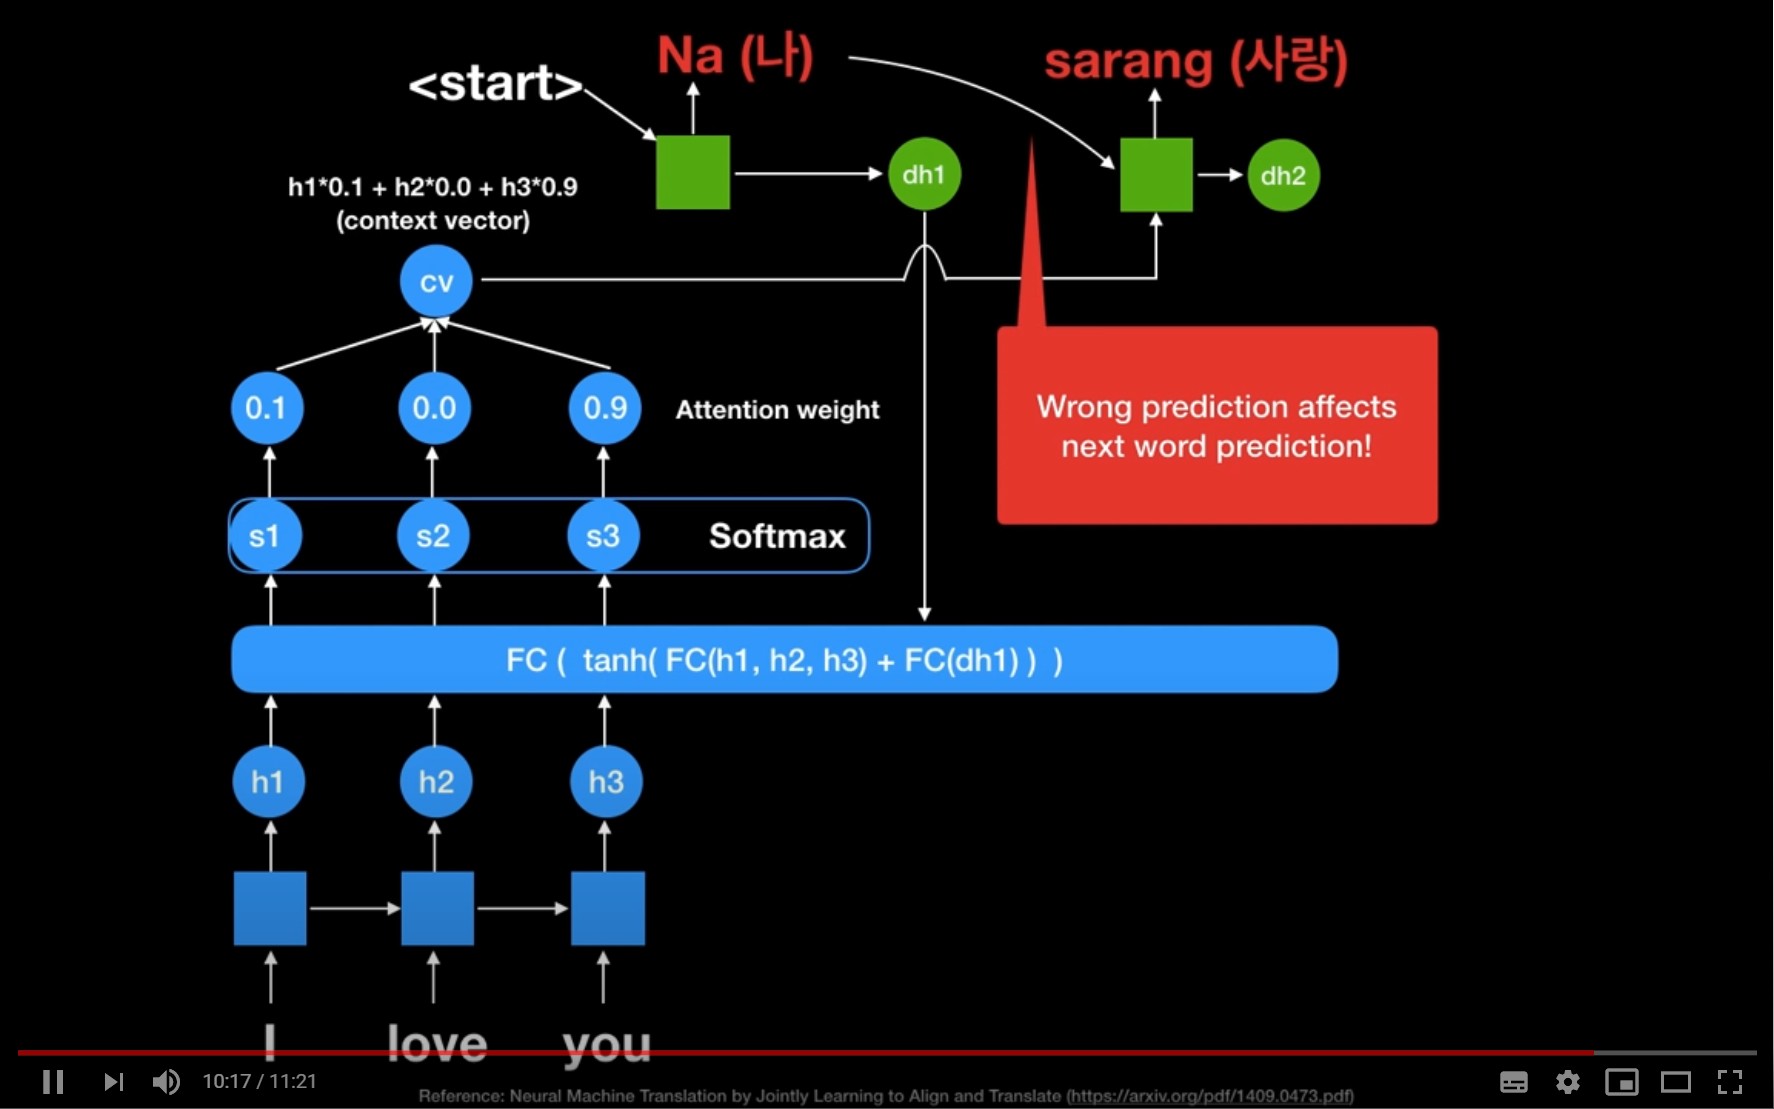 <start>
Na (나)
sarang (사랑)
dh1
dh2
h1*0.1 + h2*0.0 + h3*0.9
(context vector)
cv
0.1
0.0
0.9
Attention weight
Wrong prediction affects
next word prediction!
s1
s2
s3
Softmax
FC ( tanh( FC(h1, h2, h3) + FC(dh1) ) )
h1
h2
h3
I
love
you
10:17 / 11:21
Reference: Neural Machine Translation by Jointly Learning to Align and Translate (https://arxiv.org/pdf/1409.0473.pdf)